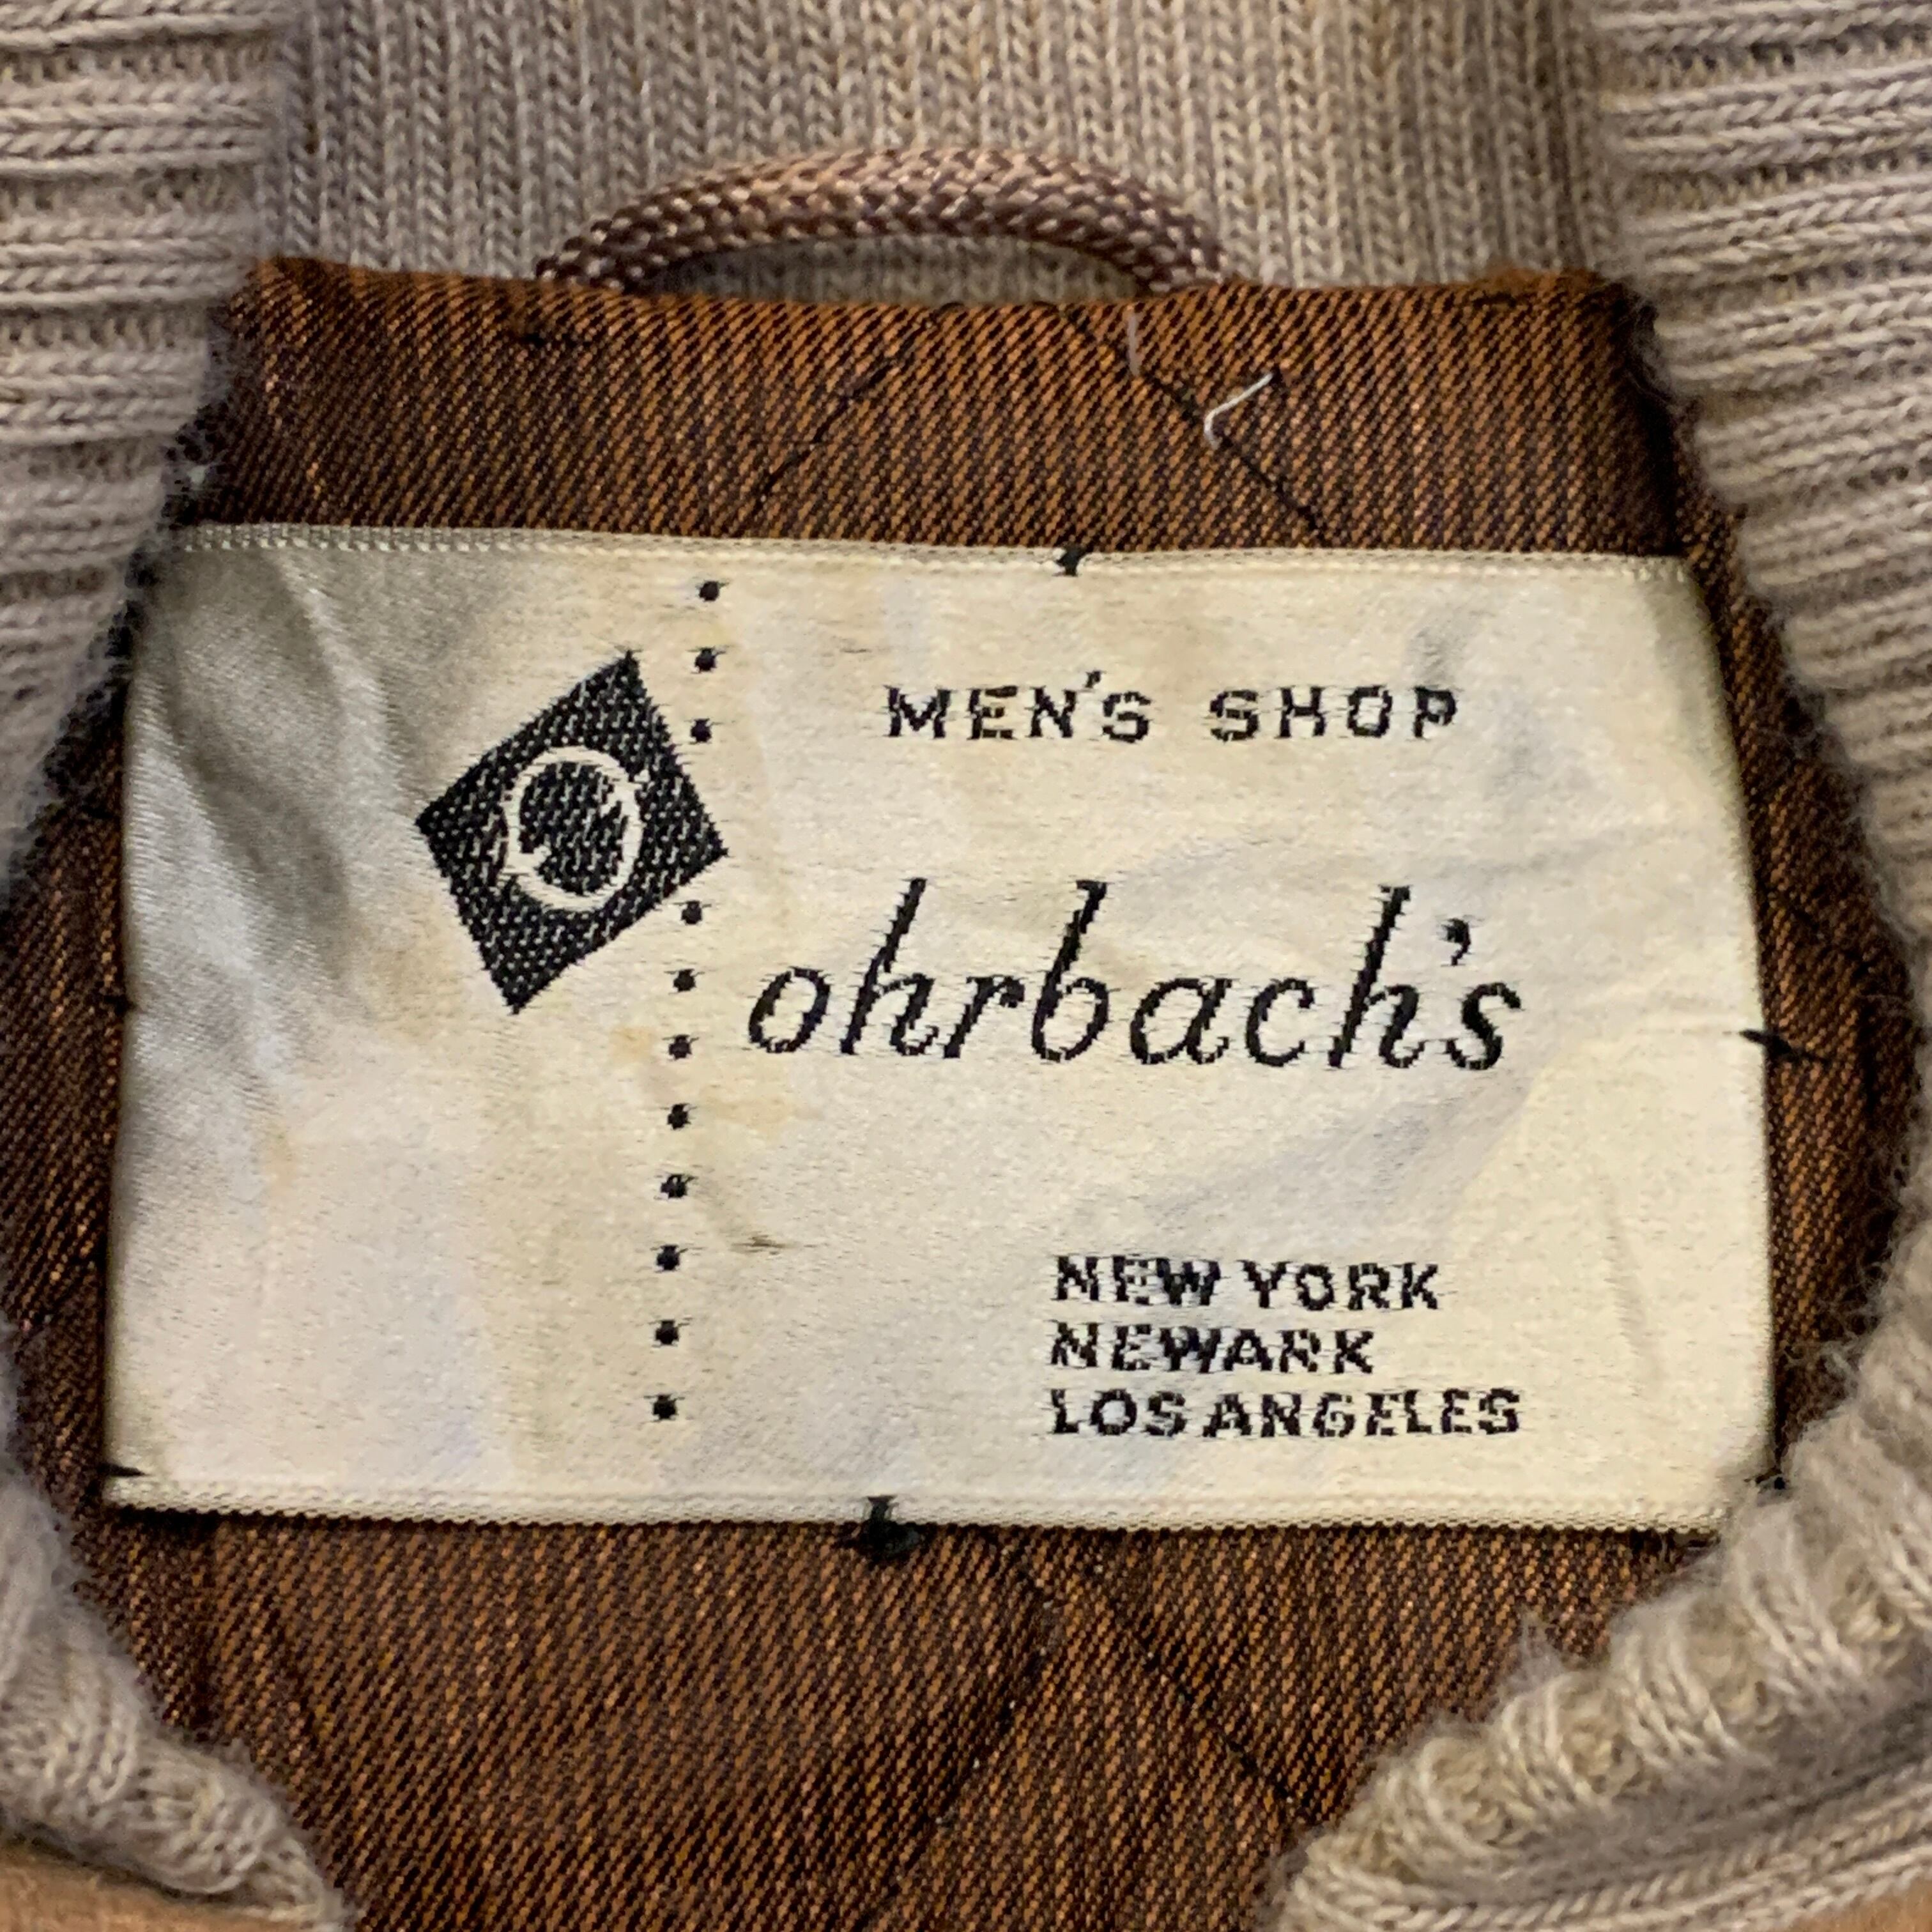 MEN'S SHOP
ohrbach's
NEW YORK
NEWARK
LOS ANGELES